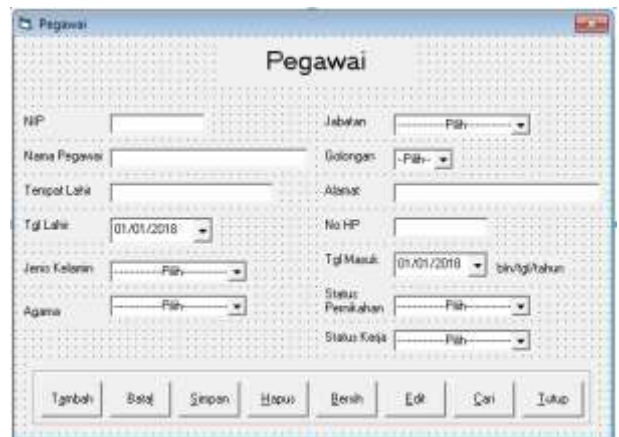 Pegawai
Pegawai
NIP
Nama Pegawai
Tempat Lahir
Tgl Lahir 01/01/2018
Jenis Kelamin ----------Pilih----------
Agama ----------Pilih----------
Jabatan ----------Pilih----------
Golongan --Pilih--
Alamat
No HP
Tgl Masuk 01/01/2018 bln/tgl/tahun
Status
Pernikahan ----------Pilih----------
Status Kerja ----------Pilih----------
Tambah Batal Simpan Hapus Bersih Edit Cari Tutup